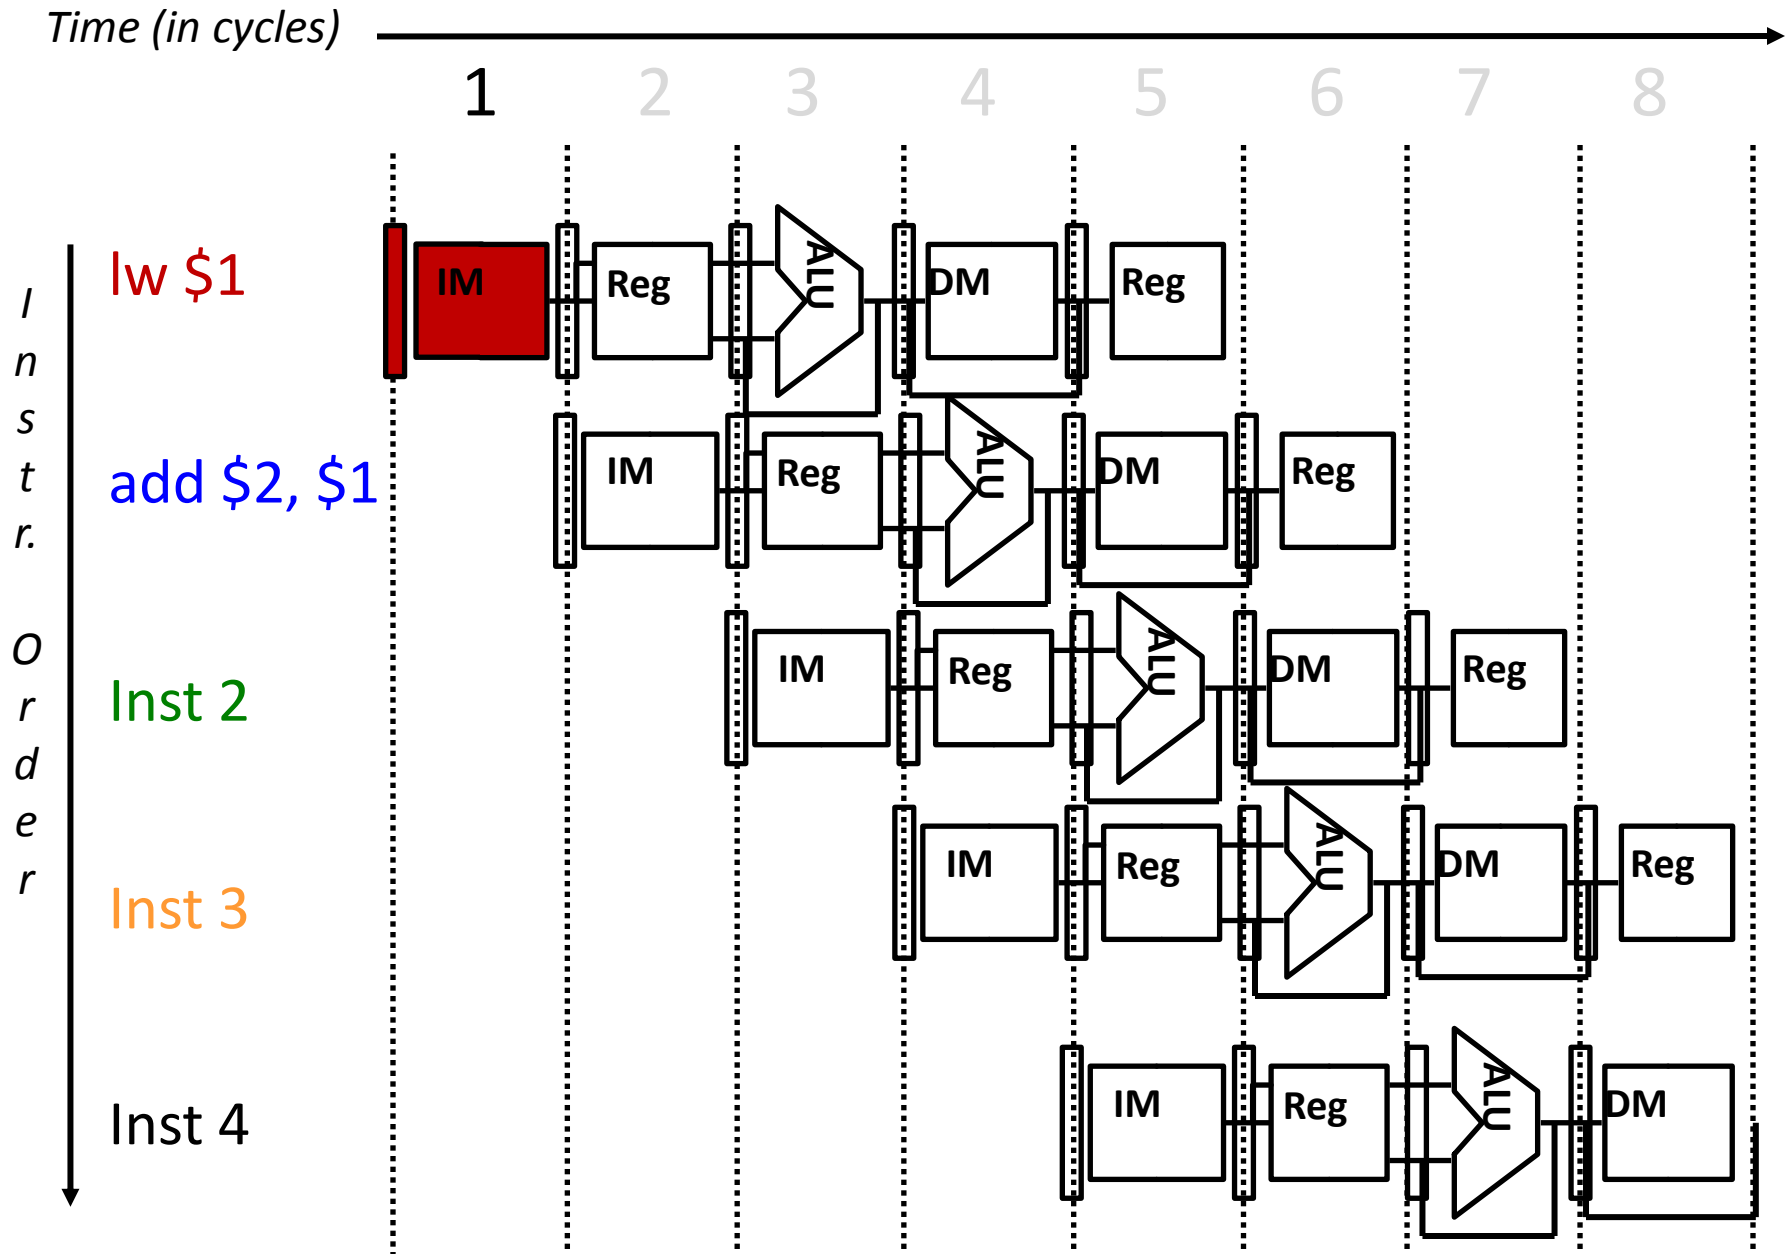 Time (in cycles)
1 2 3 4 5 6 7 8
Instr. Order
lw $1 IM Reg ALU DM Reg
add $2, $1 IM Reg ALU DM Reg
Inst 2 IM Reg ALU DM Reg
Inst 3 IM Reg ALU DM Reg
Inst 4 IM Reg ALU DM